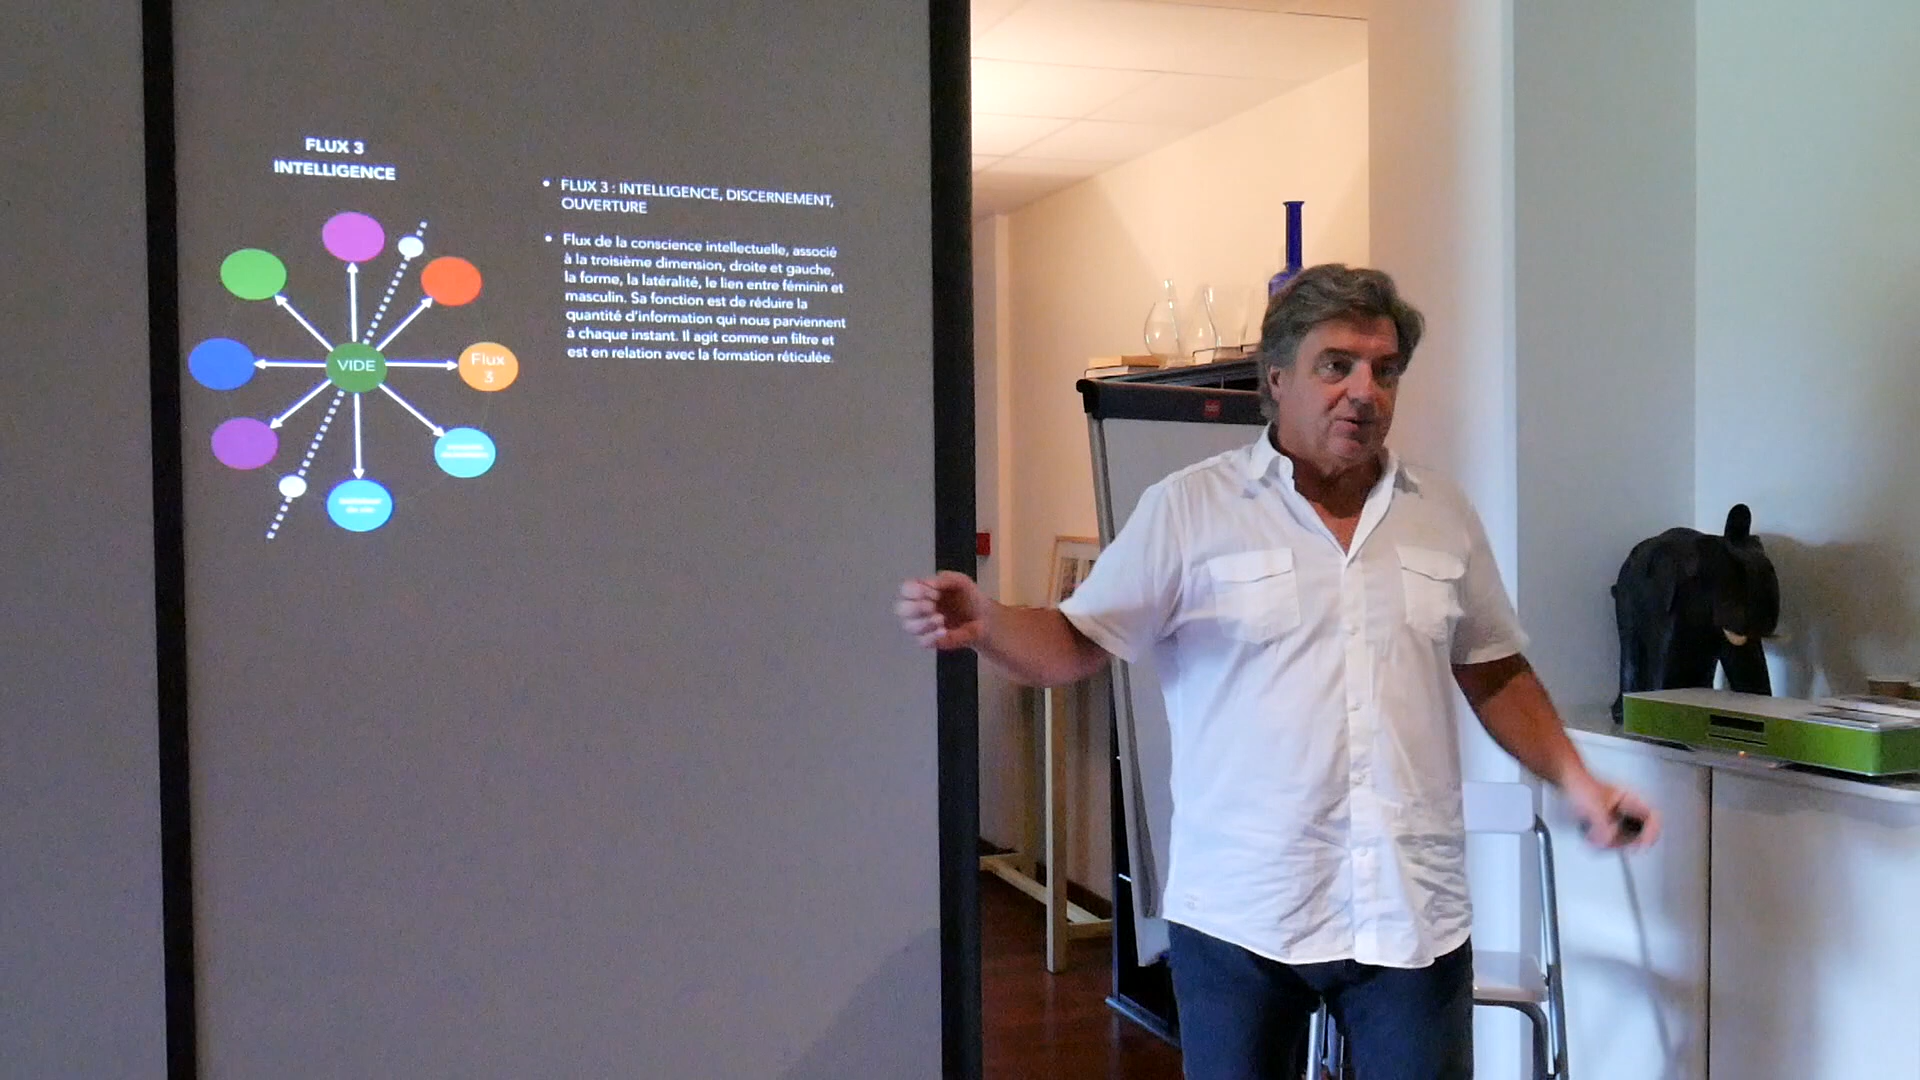 FLUX 3
INTELLIGENCE
VIDE
Flux
3
• FLUX 3 : INTELLIGENCE, DISCERNEMENT,
OUVERTURE
• Flux de la conscience intellectuelle, associé
à la troisième dimension, droite et gauche,
la forme, la latéralité, le lien entre féminin et
masculin. Sa fonction est de réduire la
quantité d'information qui nous parviennent
à chaque instant. Il agit comme un filtre et
est en relation avec la formation réticulée.